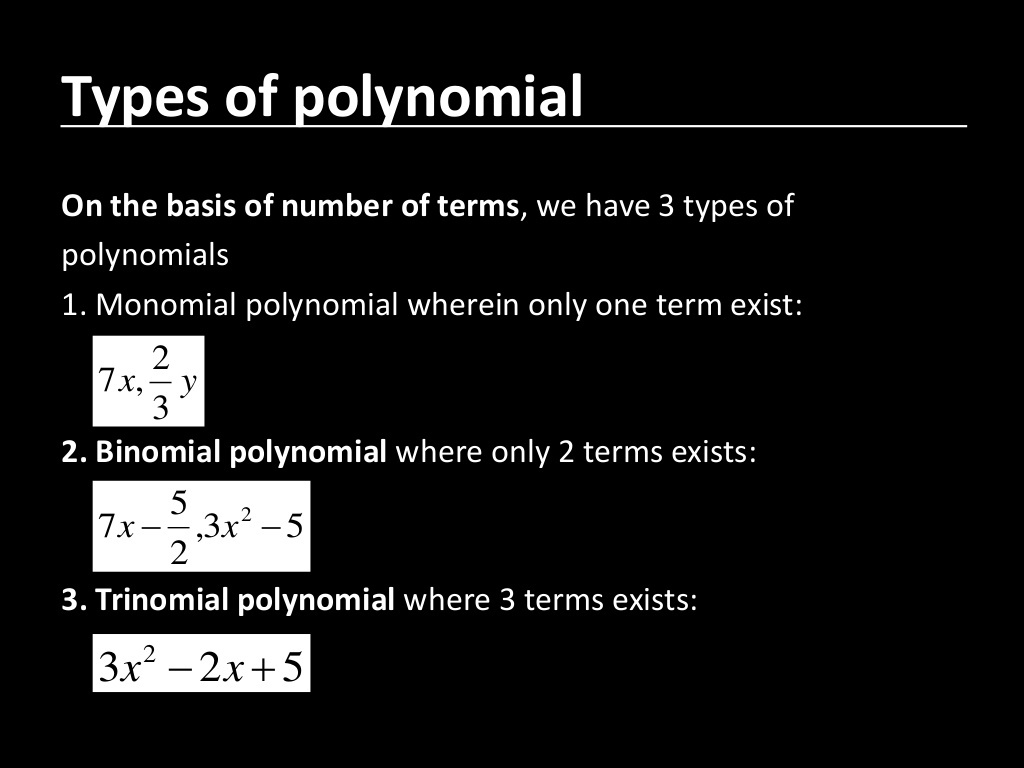 Types of polynomial
On the basis of number of terms, we have 3 types of
polynomials
1. Monomial polynomial wherein only one term exist:
7x, 2/3 y
2. Binomial polynomial where only 2 terms exists:
7x − 5/2 ,3x² − 5
3. Trinomial polynomial where 3 terms exists:
3x² − 2x + 5